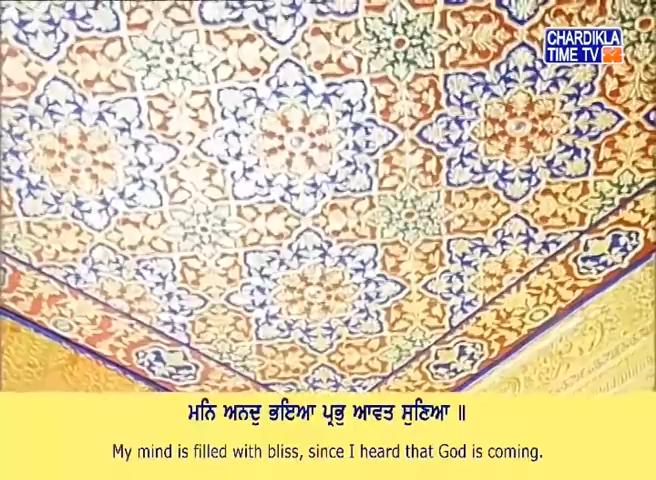 CHARDIKLA
TIME TV
ਮਨਿ ਅਨਦੁ ਭਇਆ ਪ੍ਰਭੁ ਆਵਤ ਸੁਣਿਆ ॥
My mind is filled with bliss, since I heard that God is coming.